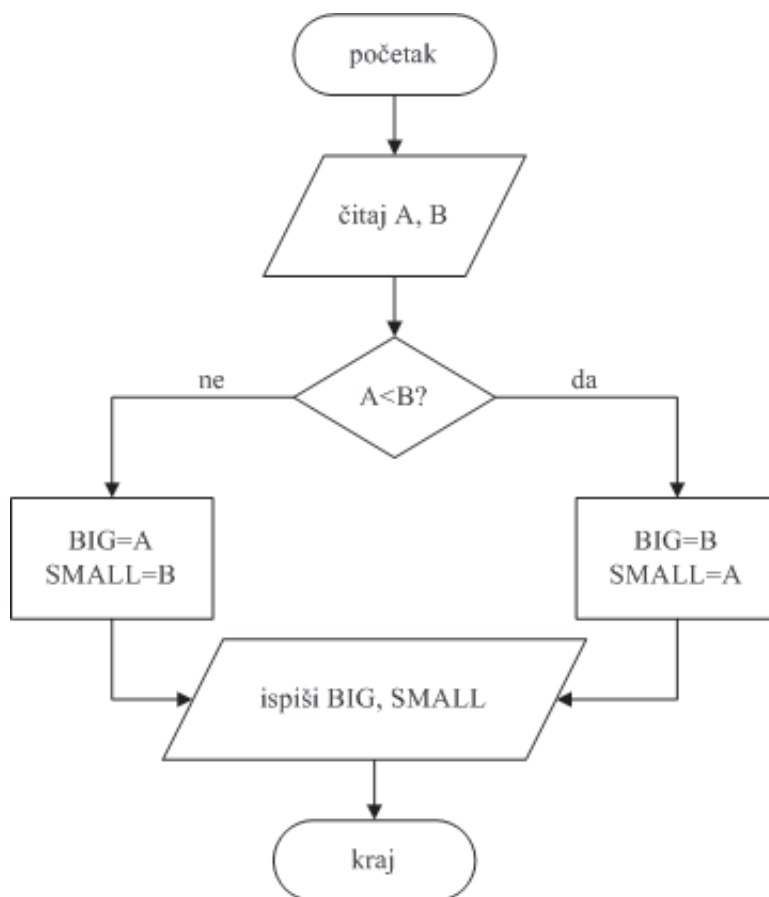 početak
čitaj A, B
A<B?
ne
da
BIG=A
SMALL=B
BIG=B
SMALL=A
ispiši BIG, SMALL
kraj